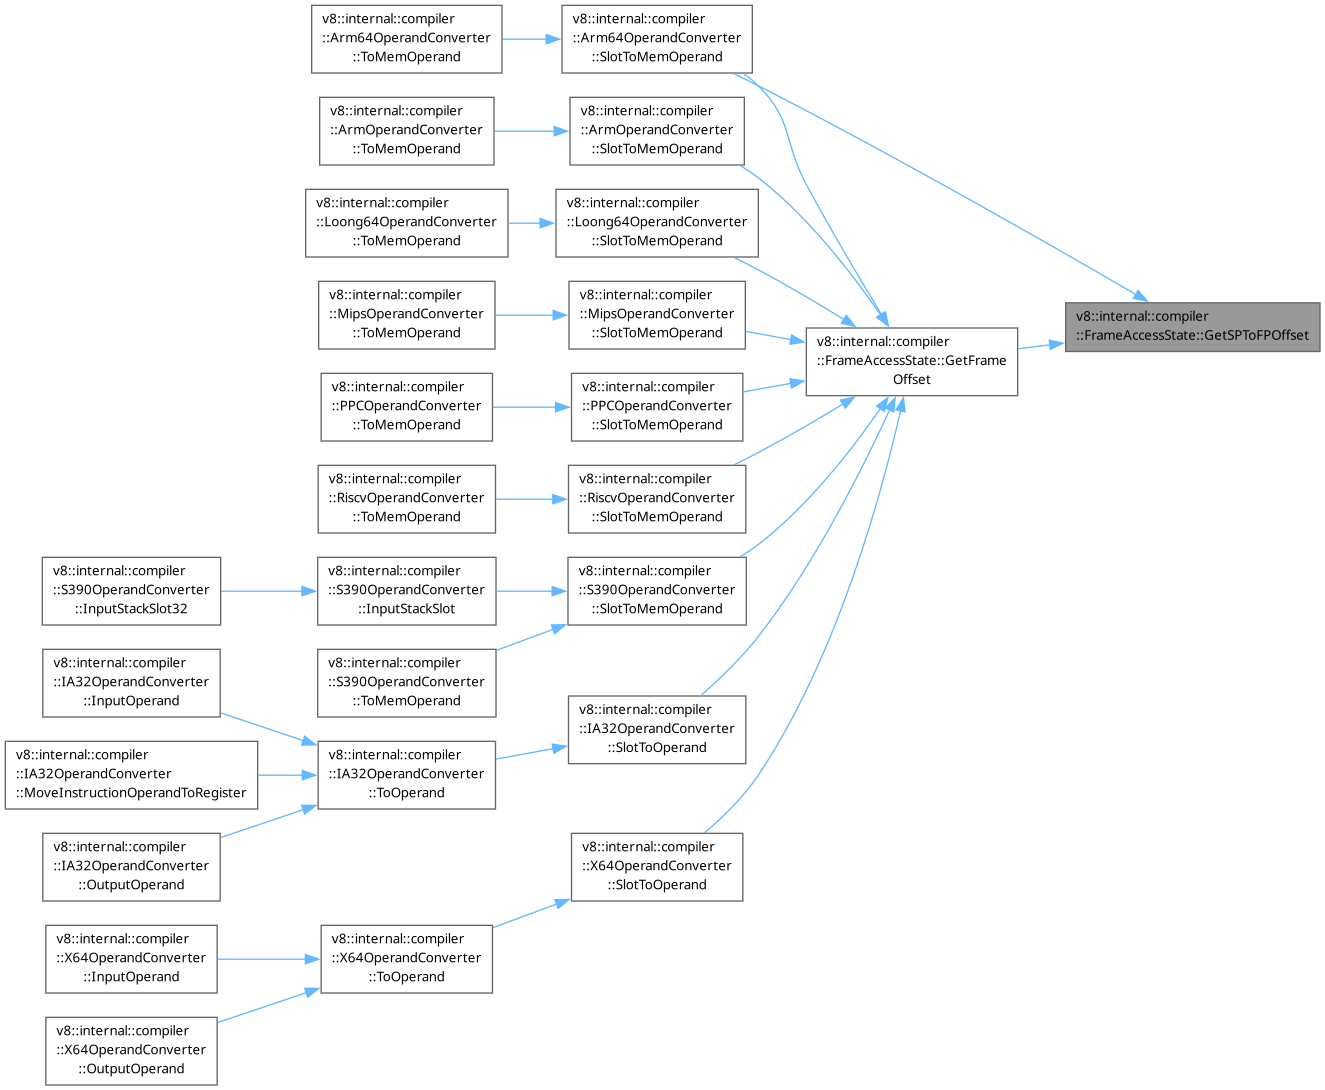 v8::internal::compiler
::Arm64OperandConverter
::ToMemOperand
v8::internal::compiler
::Arm64OperandConverter
::SlotToMemOperand
v8::internal::compiler
::ArmOperandConverter
::ToMemOperand
v8::internal::compiler
::ArmOperandConverter
::SlotToMemOperand
v8::internal::compiler
::Loong64OperandConverter
::ToMemOperand
v8::internal::compiler
::Loong64OperandConverter
::SlotToMemOperand
v8::internal::compiler
::MipsOperandConverter
::ToMemOperand
v8::internal::compiler
::MipsOperandConverter
::SlotToMemOperand
v8::internal::compiler
::FrameAccessState::GetSPToFPOffset
v8::internal::compiler
::FrameAccessState::GetFrame
Offset
v8::internal::compiler
::PPCOperandConverter
::ToMemOperand
v8::internal::compiler
::PPCOperandConverter
::SlotToMemOperand
v8::internal::compiler
::RiscvOperandConverter
::ToMemOperand
v8::internal::compiler
::RiscvOperandConverter
::SlotToMemOperand
v8::internal::compiler
::S390OperandConverter
::InputStackSlot32
v8::internal::compiler
::S390OperandConverter
::InputStackSlot
v8::internal::compiler
::S390OperandConverter
::SlotToMemOperand
v8::internal::compiler
::IA32OperandConverter
::InputOperand
v8::internal::compiler
::S390OperandConverter
::ToMemOperand
v8::internal::compiler
::IA32OperandConverter
::SlotToOperand
v8::internal::compiler
::IA32OperandConverter
::MoveInstructionOperandToRegister
v8::internal::compiler
::IA32OperandConverter
::ToOperand
v8::internal::compiler
::IA32OperandConverter
::OutputOperand
v8::internal::compiler
::X64OperandConverter
::SlotToOperand
v8::internal::compiler
::X64OperandConverter
::InputOperand
v8::internal::compiler
::X64OperandConverter
::ToOperand
v8::internal::compiler
::X64OperandConverter
::OutputOperand